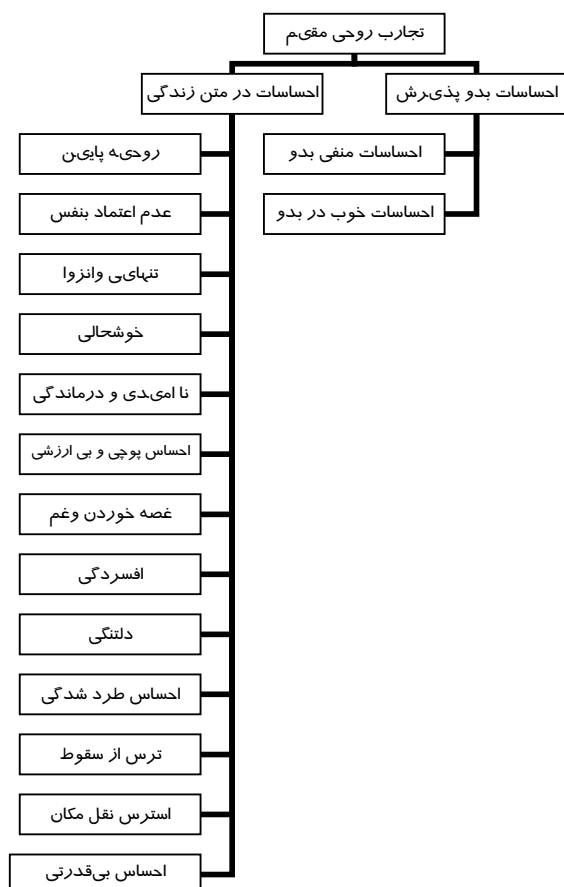 تجارب روحی مقیم
احساسات بدو پذیرش
احساسات در متن زندگی
احساسات منفی بدو
احساسات خوب در بدو
روحیه پایین
عدم اعتماد بنفس
تنهایی وانزوا
خوشحالی
نا امیدی و درماندگی
احساس پوچی و بی ارزشی
غصه خوردن وغم
افسردگی
دلتنگی
احساس طرد شدگی
ترس از سقوط
استرس نقل مکان
احساس بی‌قدرتی